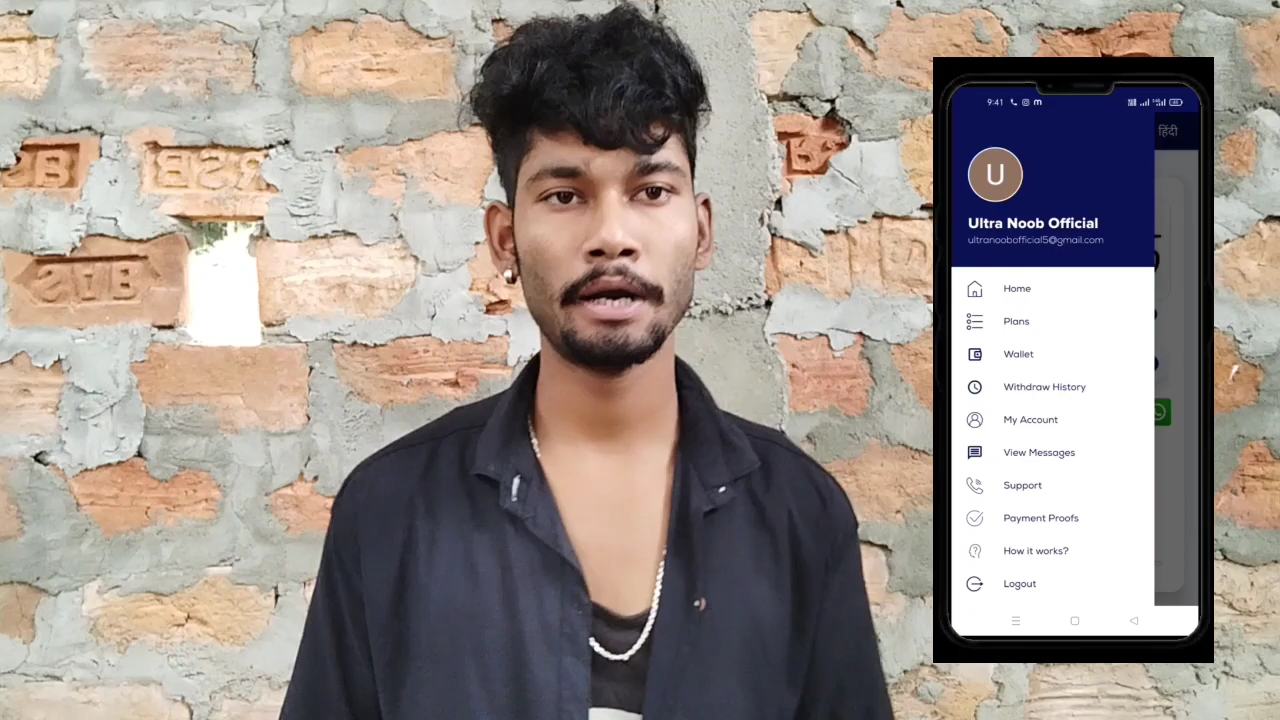 9:41
हिंदी
U
Ultra Noob Official
ultranoobofficial5@gmail.com
Home
Plans
Wallet
Withdraw History
My Account
View Messages
Support
Payment Proofs
How it works?
Logout